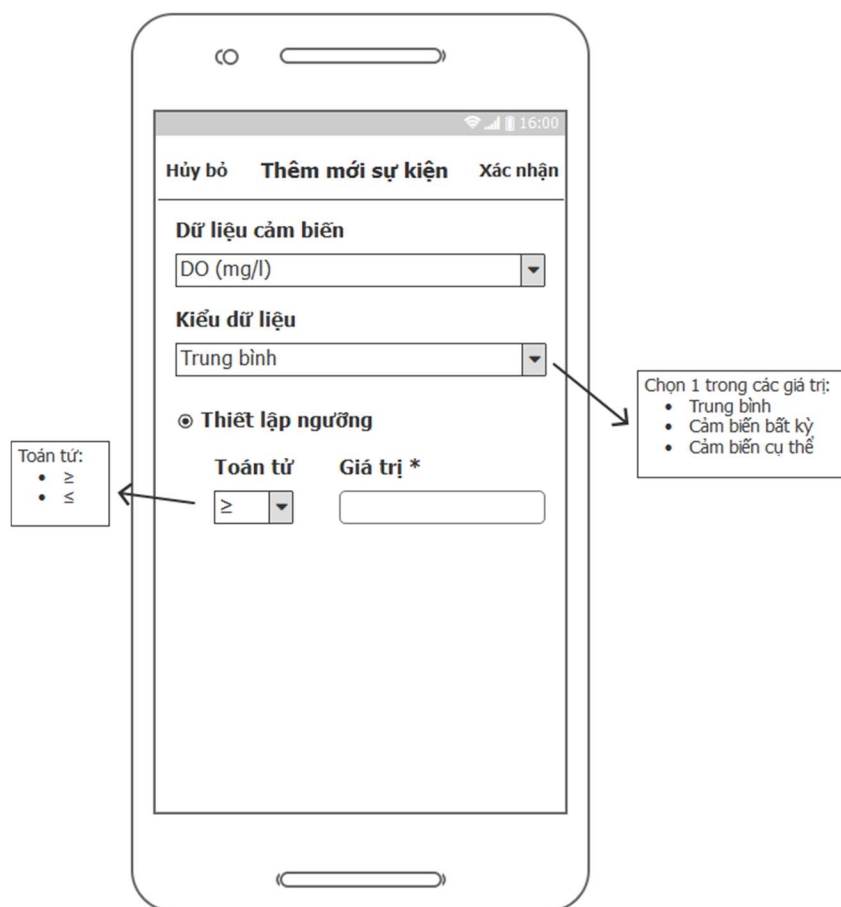 16:00
Hủy bỏ Thêm mới sự kiện Xác nhận
Dữ liệu cảm biến
DO (mg/l)
Kiểu dữ liệu
Trung bình
Thiết lập ngưỡng
Toán tử Giá trị *
≥
Chọn 1 trong các giá trị:
• Trung bình
• Cảm biến bất kỳ
• Cảm biến cụ thể
Toán tử:
• ≥
• ≤